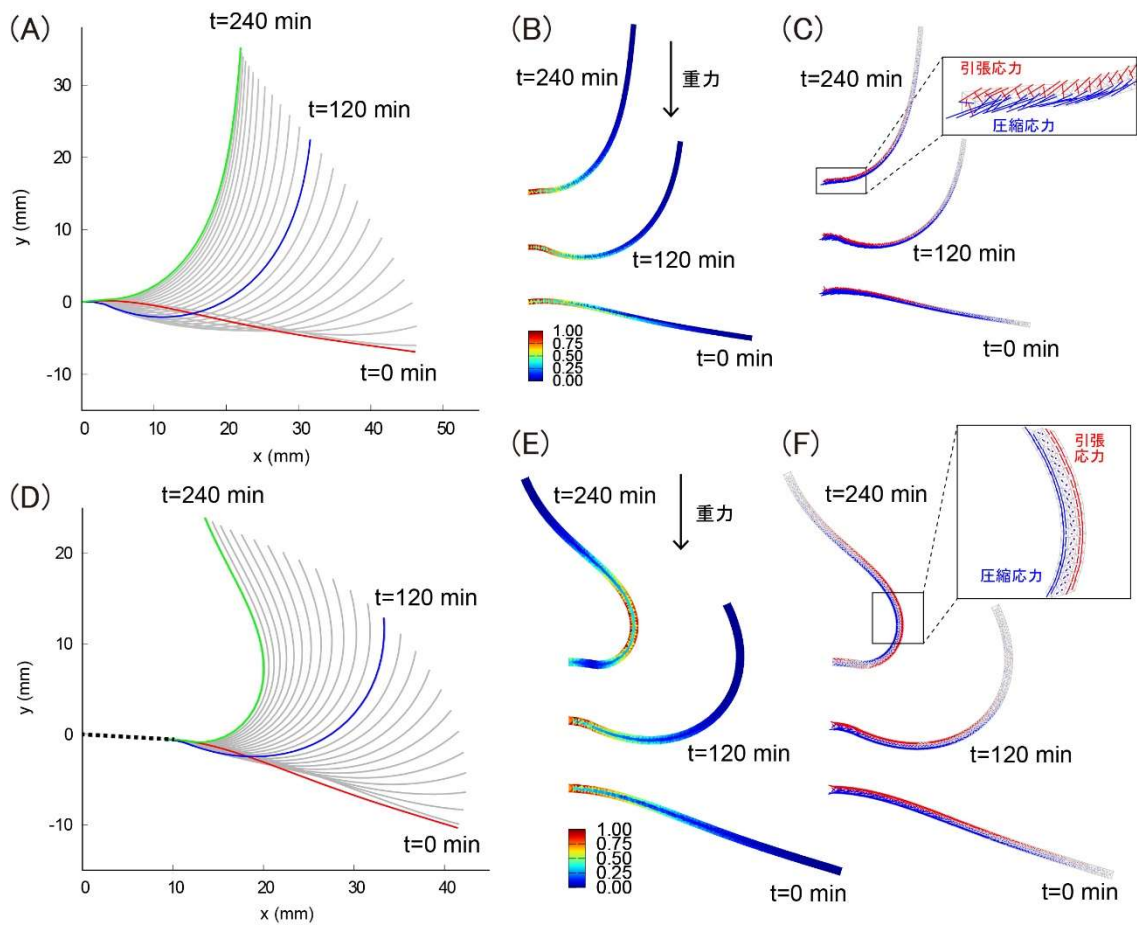 (A)
t=240 min
t=120 min
t=0 min
y (mm)
30
20
10
0
-10
0 10 20 30 40 50
x (mm)
(B)
t=240 min
重力
t=120 min
t=0 min
1.00
0.75
0.50
0.25
0.00
(C)
t=240 min
引張応力
圧縮応力
t=120 min
t=0 min
(D)
t=240 min
t=120 min
t=0 min
y (mm)
20
10
0
-10
0 10 20 30 40
x (mm)
(E)
t=240 min
重力
t=120 min
t=0 min
1.00
0.75
0.50
0.25
0.00
(F)
t=240 min
引張
応力
圧縮応力
t=120 min
t=0 min